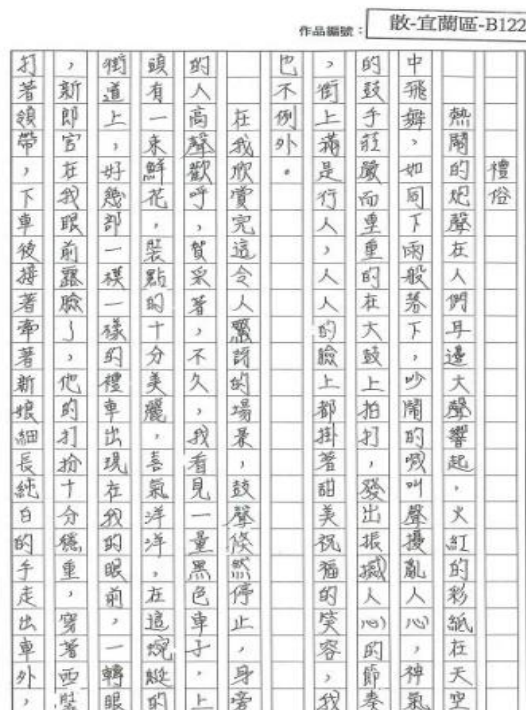 作品編號：散-宜蘭區-B122
禮俗
熱鬧的炮聲在人們耳邊大聲響起，火紅的彩紙在天空
中飛舞，如同下雨般落下，吵鬧的喊叫聲擾亂人心，神氣
的鼓手莊嚴而重重的在大鼓上拍打，發出振撼人心的節奏
，街上滿是行人，人人的臉上都掛著甜美祝福的笑容，我
也不例外。
在我欣賞完這令人驚訝的場景，鼓聲倏然停止，身旁
的人高聲歡呼，賀采著，不久，我看見一量黑色車子，上
頭有一束鮮花，裝點的十分美麗，喜氣洋洋，在這蜿蜒的
街道上，好幾部一模一樣的禮車出現在我的眼前，一轉眼
，新郎官在我眼前露臉了，他的打扮十分穩重，穿著西裝
打著領帶，下車後接著牽著新娘細長純白的手走出車外，